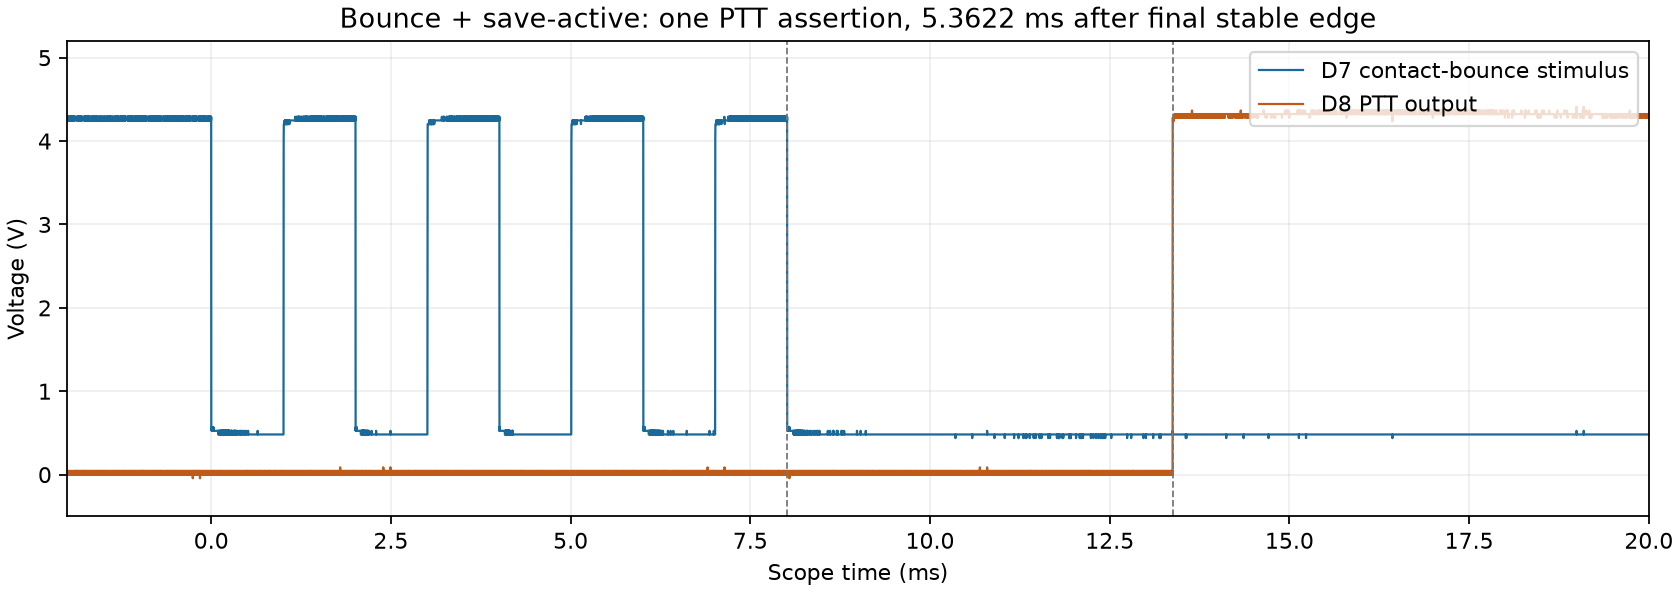 Bounce + save-active: one PTT assertion, 5.3622 ms after final stable edge
D7 contact-bounce stimulus
D8 PTT output
Voltage (V)
5
4
3
2
1
0
0.0 2.5 5.0 7.5 10.0 12.5 15.0 17.5 20.0
Scope time (ms)